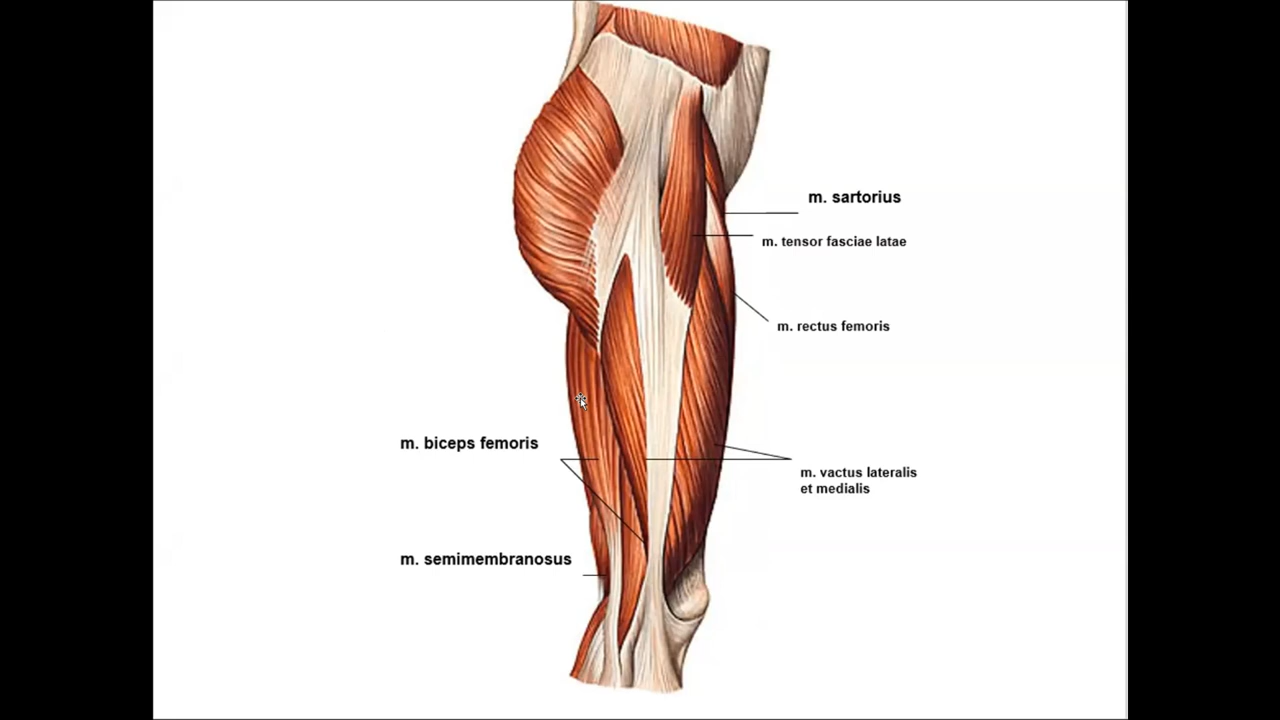 m. sartorius
m. tensor fasciae latae
m. rectus femoris
m. biceps femoris
m. vactus lateralis
et medialis
m. semimembranosus